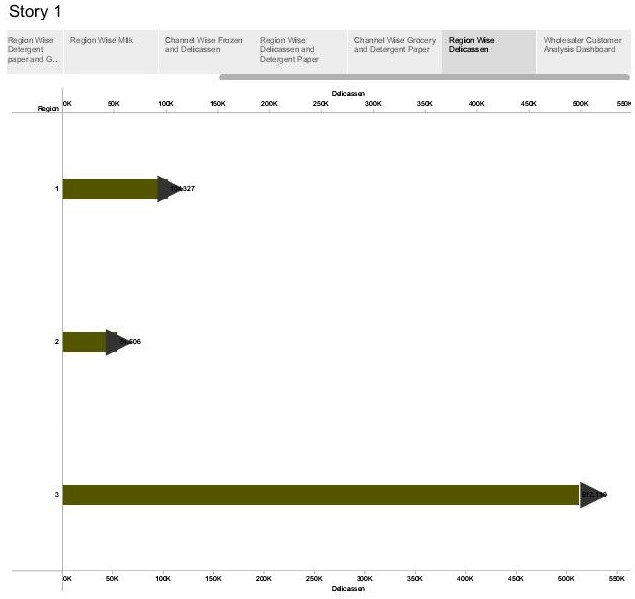 Story 1
Region Wise
Detergent
paper and G..
Region Wise Milk
Channel Wise Frozen
and Delicassen
Region Wise
Delicassen and
Detergent Paper
Channel Wise Grocery
and Detergent Paper
Region Wise
Delicassen
Wholesaler Customer
Analysis Dashboard
Delicassen
0K 50K 100K 150K 200K 250K 300K 350K 400K 450K 500K 550K
Region
1
2
3
0K 50K 100K 150K 200K 250K 300K 350K 400K 450K 500K 550K
Delicassen